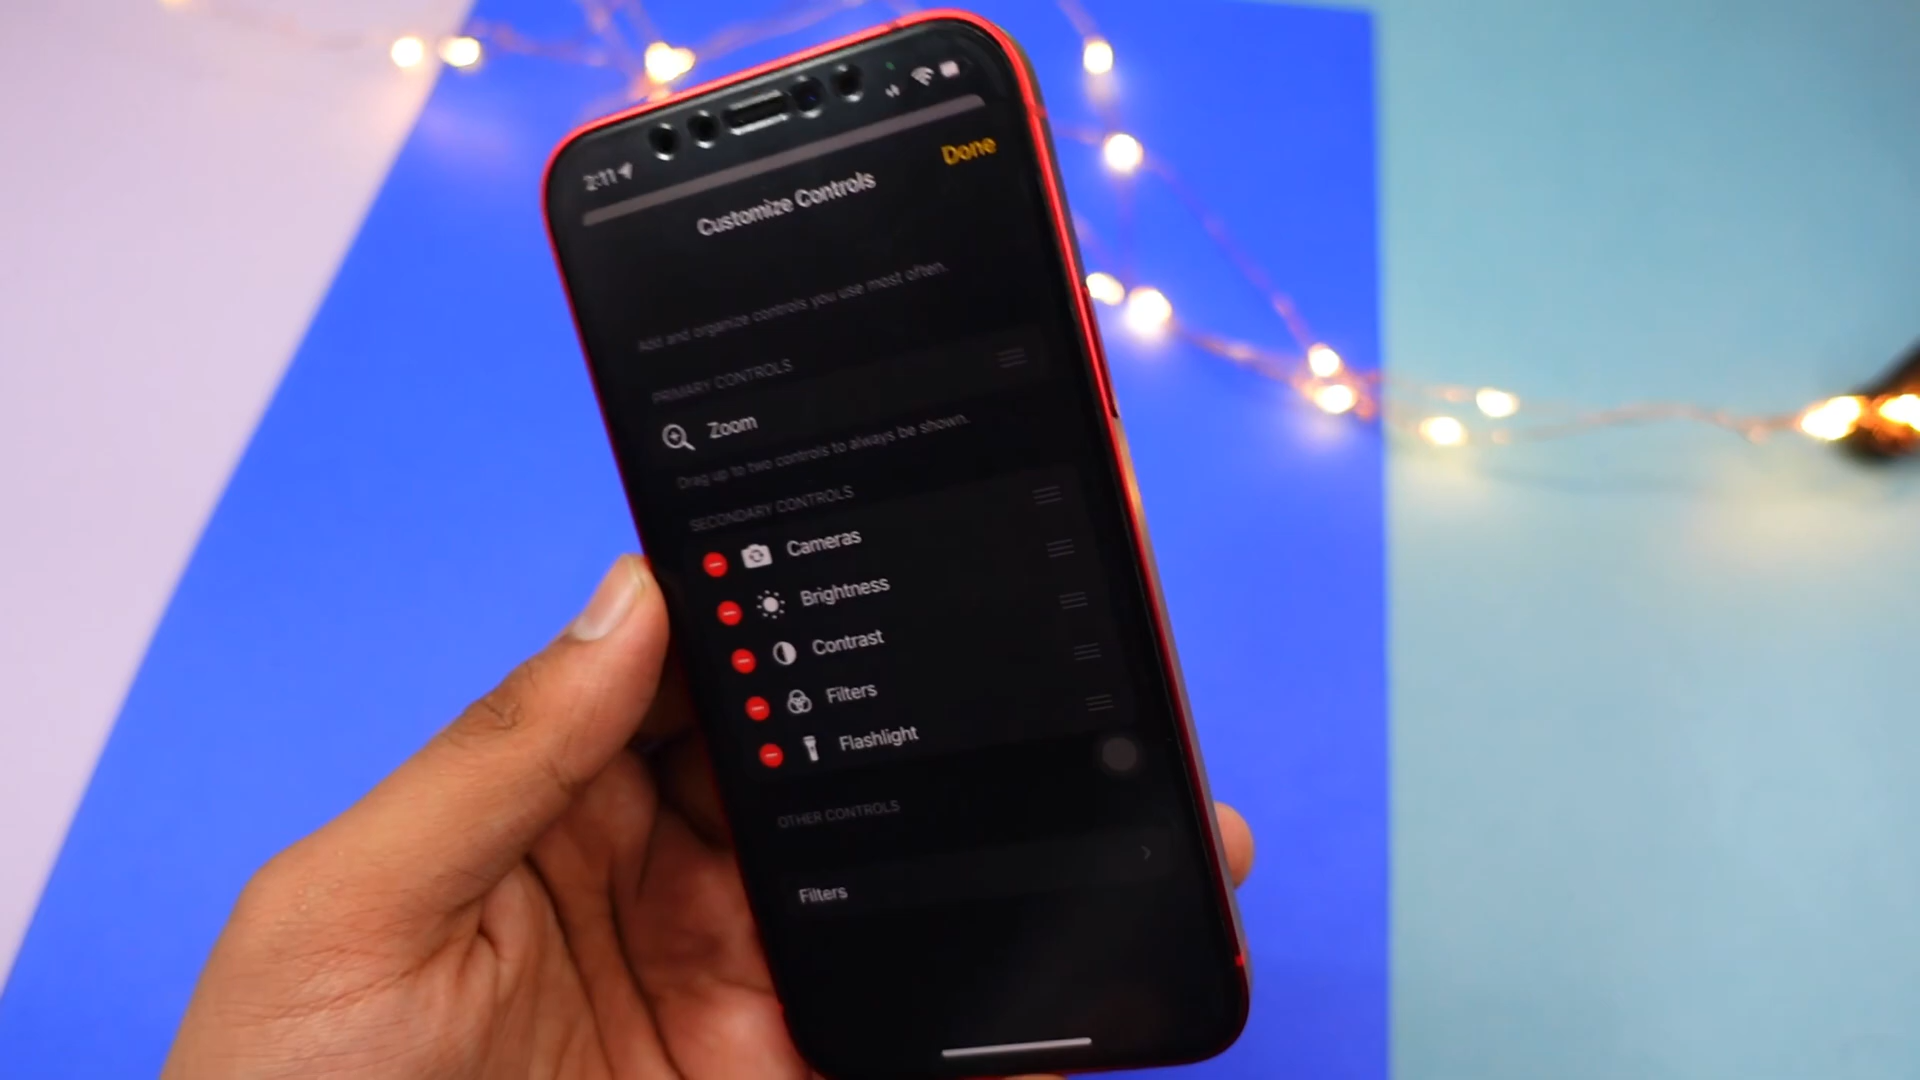 2:11
Done
Customize Controls
Add and organize controls you use most often.
PRIMARY CONTROLS
Zoom
Drag up to two controls to always be shown.
SECONDARY CONTROLS
Cameras
Brightness
Contrast
Filters
Flashlight
OTHER CONTROLS
Filters